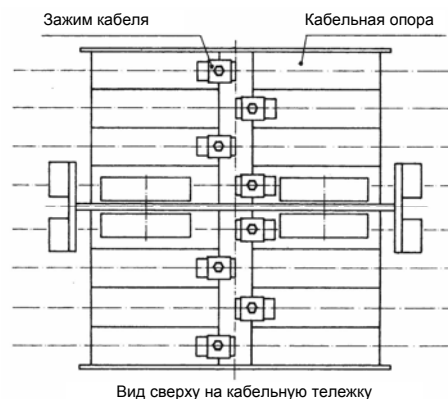 Зажим кабеля
Кабельная опора
Вид сверху на кабельную тележку